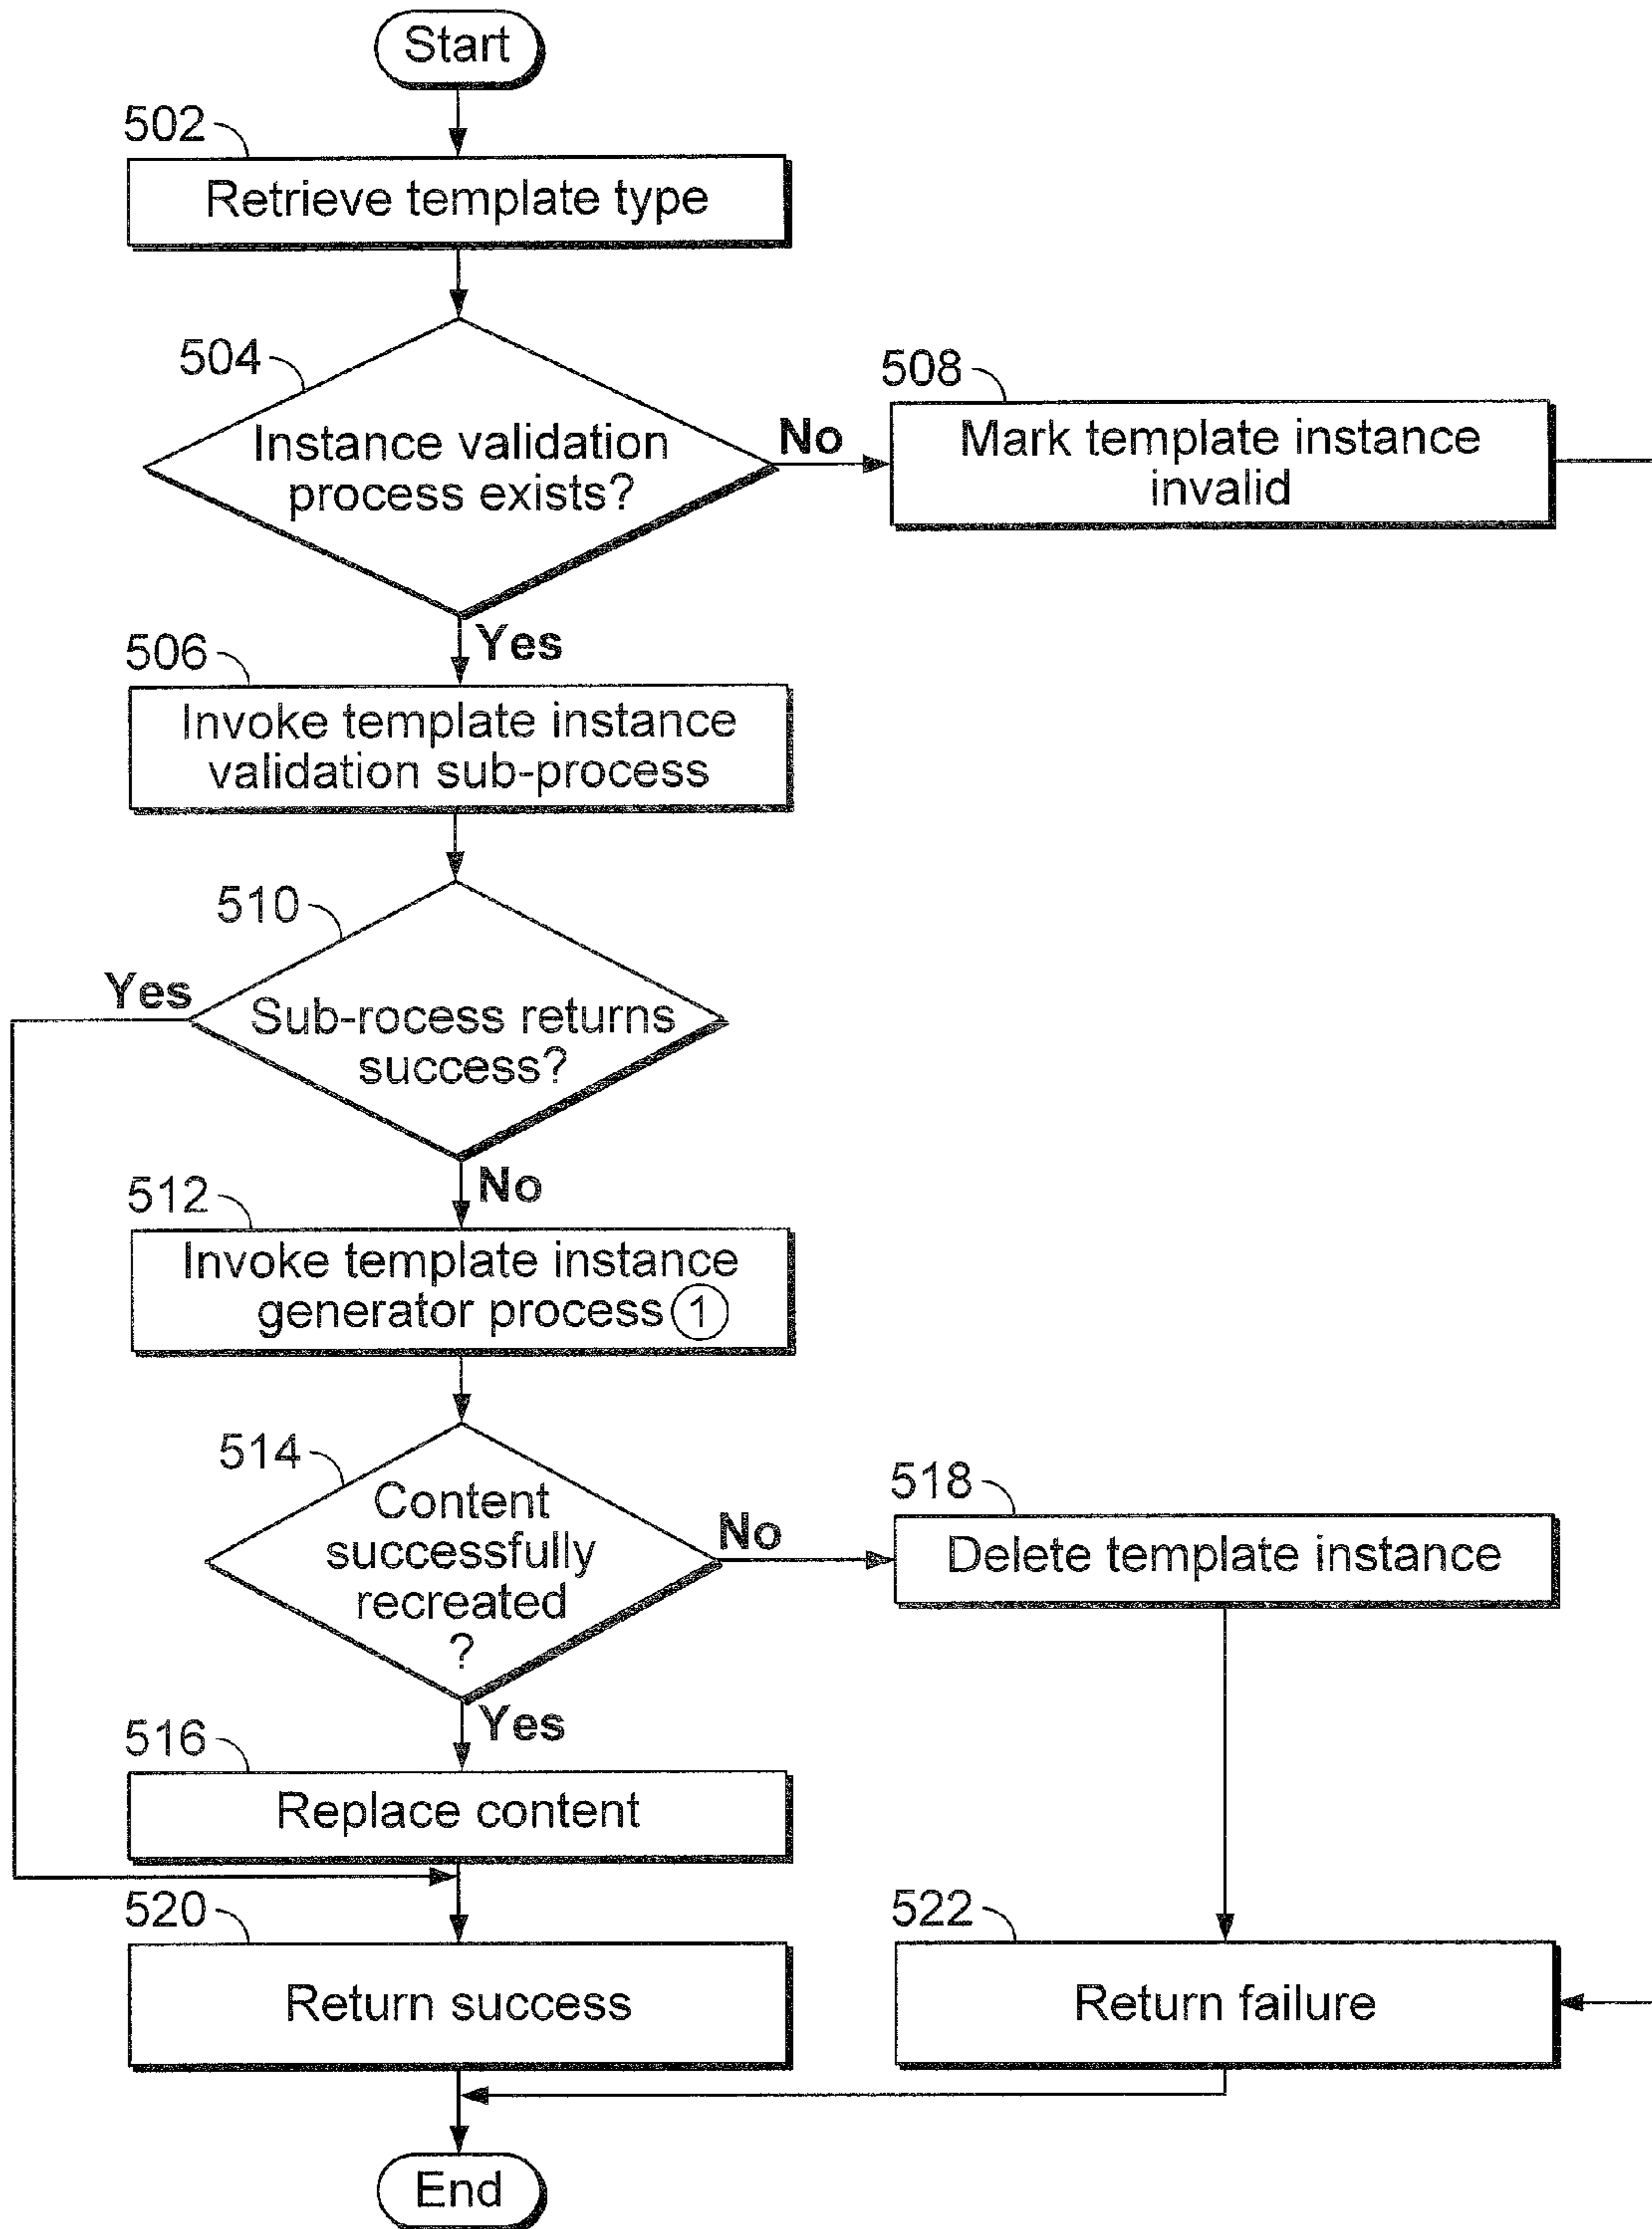 Start
502
Retrieve template type
504
Instance validation
process exists?
No
508
Mark template instance
invalid
Yes
506
Invoke template instance
validation sub-process
510
Yes
Sub-rocess returns
success?
No
512
Invoke template instance
generator process 1
514
Content
successfully
recreated
?
No
518
Delete template instance
Yes
516
Replace content
520
Return success
522
Return failure
End